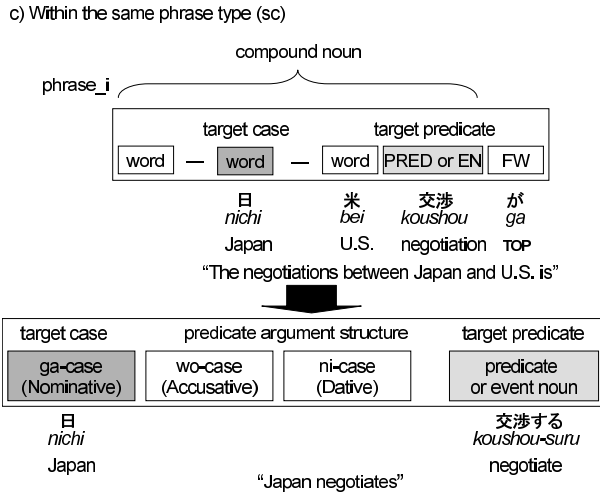 c) Within the same phrase type (sc)
compound noun
phrase_i
target case target predicate
word — word — word PRED or EN FW
日 米 交渉 が
nichi bei koushou ga
Japan U.S. negotiation TOP
“The negotiations between Japan and U.S. is”
target case predicate argument structure target predicate
ga-case wo-case ni-case predicate
(Nominative) (Accusative) (Dative) or event noun
日 交渉する
nichi koushou-suru
Japan negotiate
“Japan negotiates”